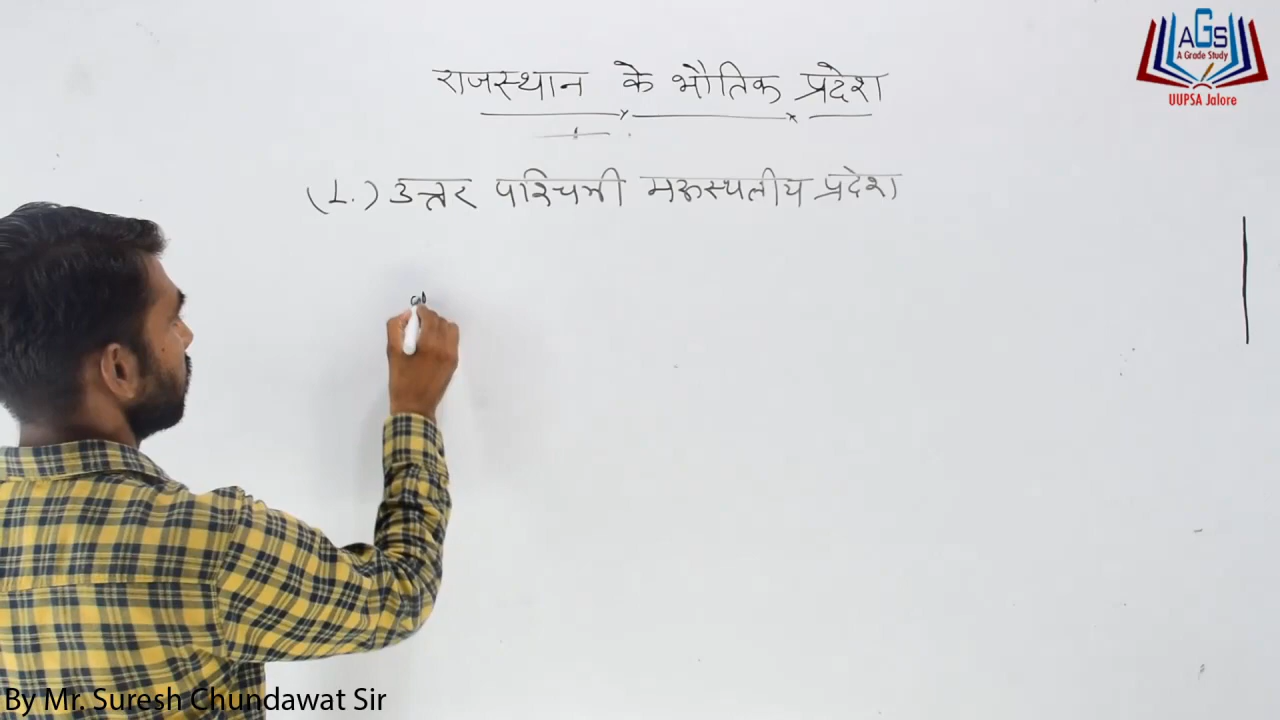 राजस्थान के भौतिक प्रदेश
(1.) उत्तर पश्चिमी मरूस्थलीय प्रदेश
AGS
A Grade Study
UUPSA Jalore
By Mr. Suresh Chundawat Sir